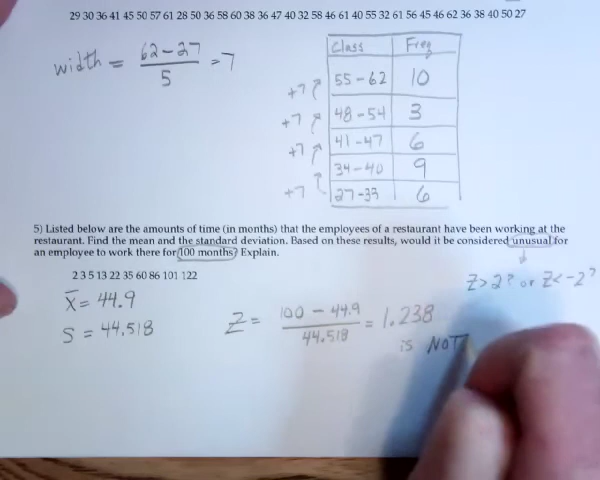 29 30 36 41 45 50 57 61 28 50 36 58 60 38 36 47 40 32 58 46 61 40 55 32 61 56 45 46 62 36 38 40 50 27
width = 62-27 / 5 = 7
Class Freq
+7 55-62 10
+7 48-54 3
+7 41-47 6
34-40 9
+7 27-33 6
5) Listed below are the amounts of time (in months) that the employees of a restaurant have been working at the
restaurant. Find the mean and the standard deviation. Based on these results, would it be considered unusual for
an employee to work there for 100 months? Explain.
2 3 5 13 22 35 60 86 101 122
Z>2? or Z<-2?
x̄ = 44.9
S = 44.518
Z = 100 - 44.9 / 44.518 = 1.238
is NOT